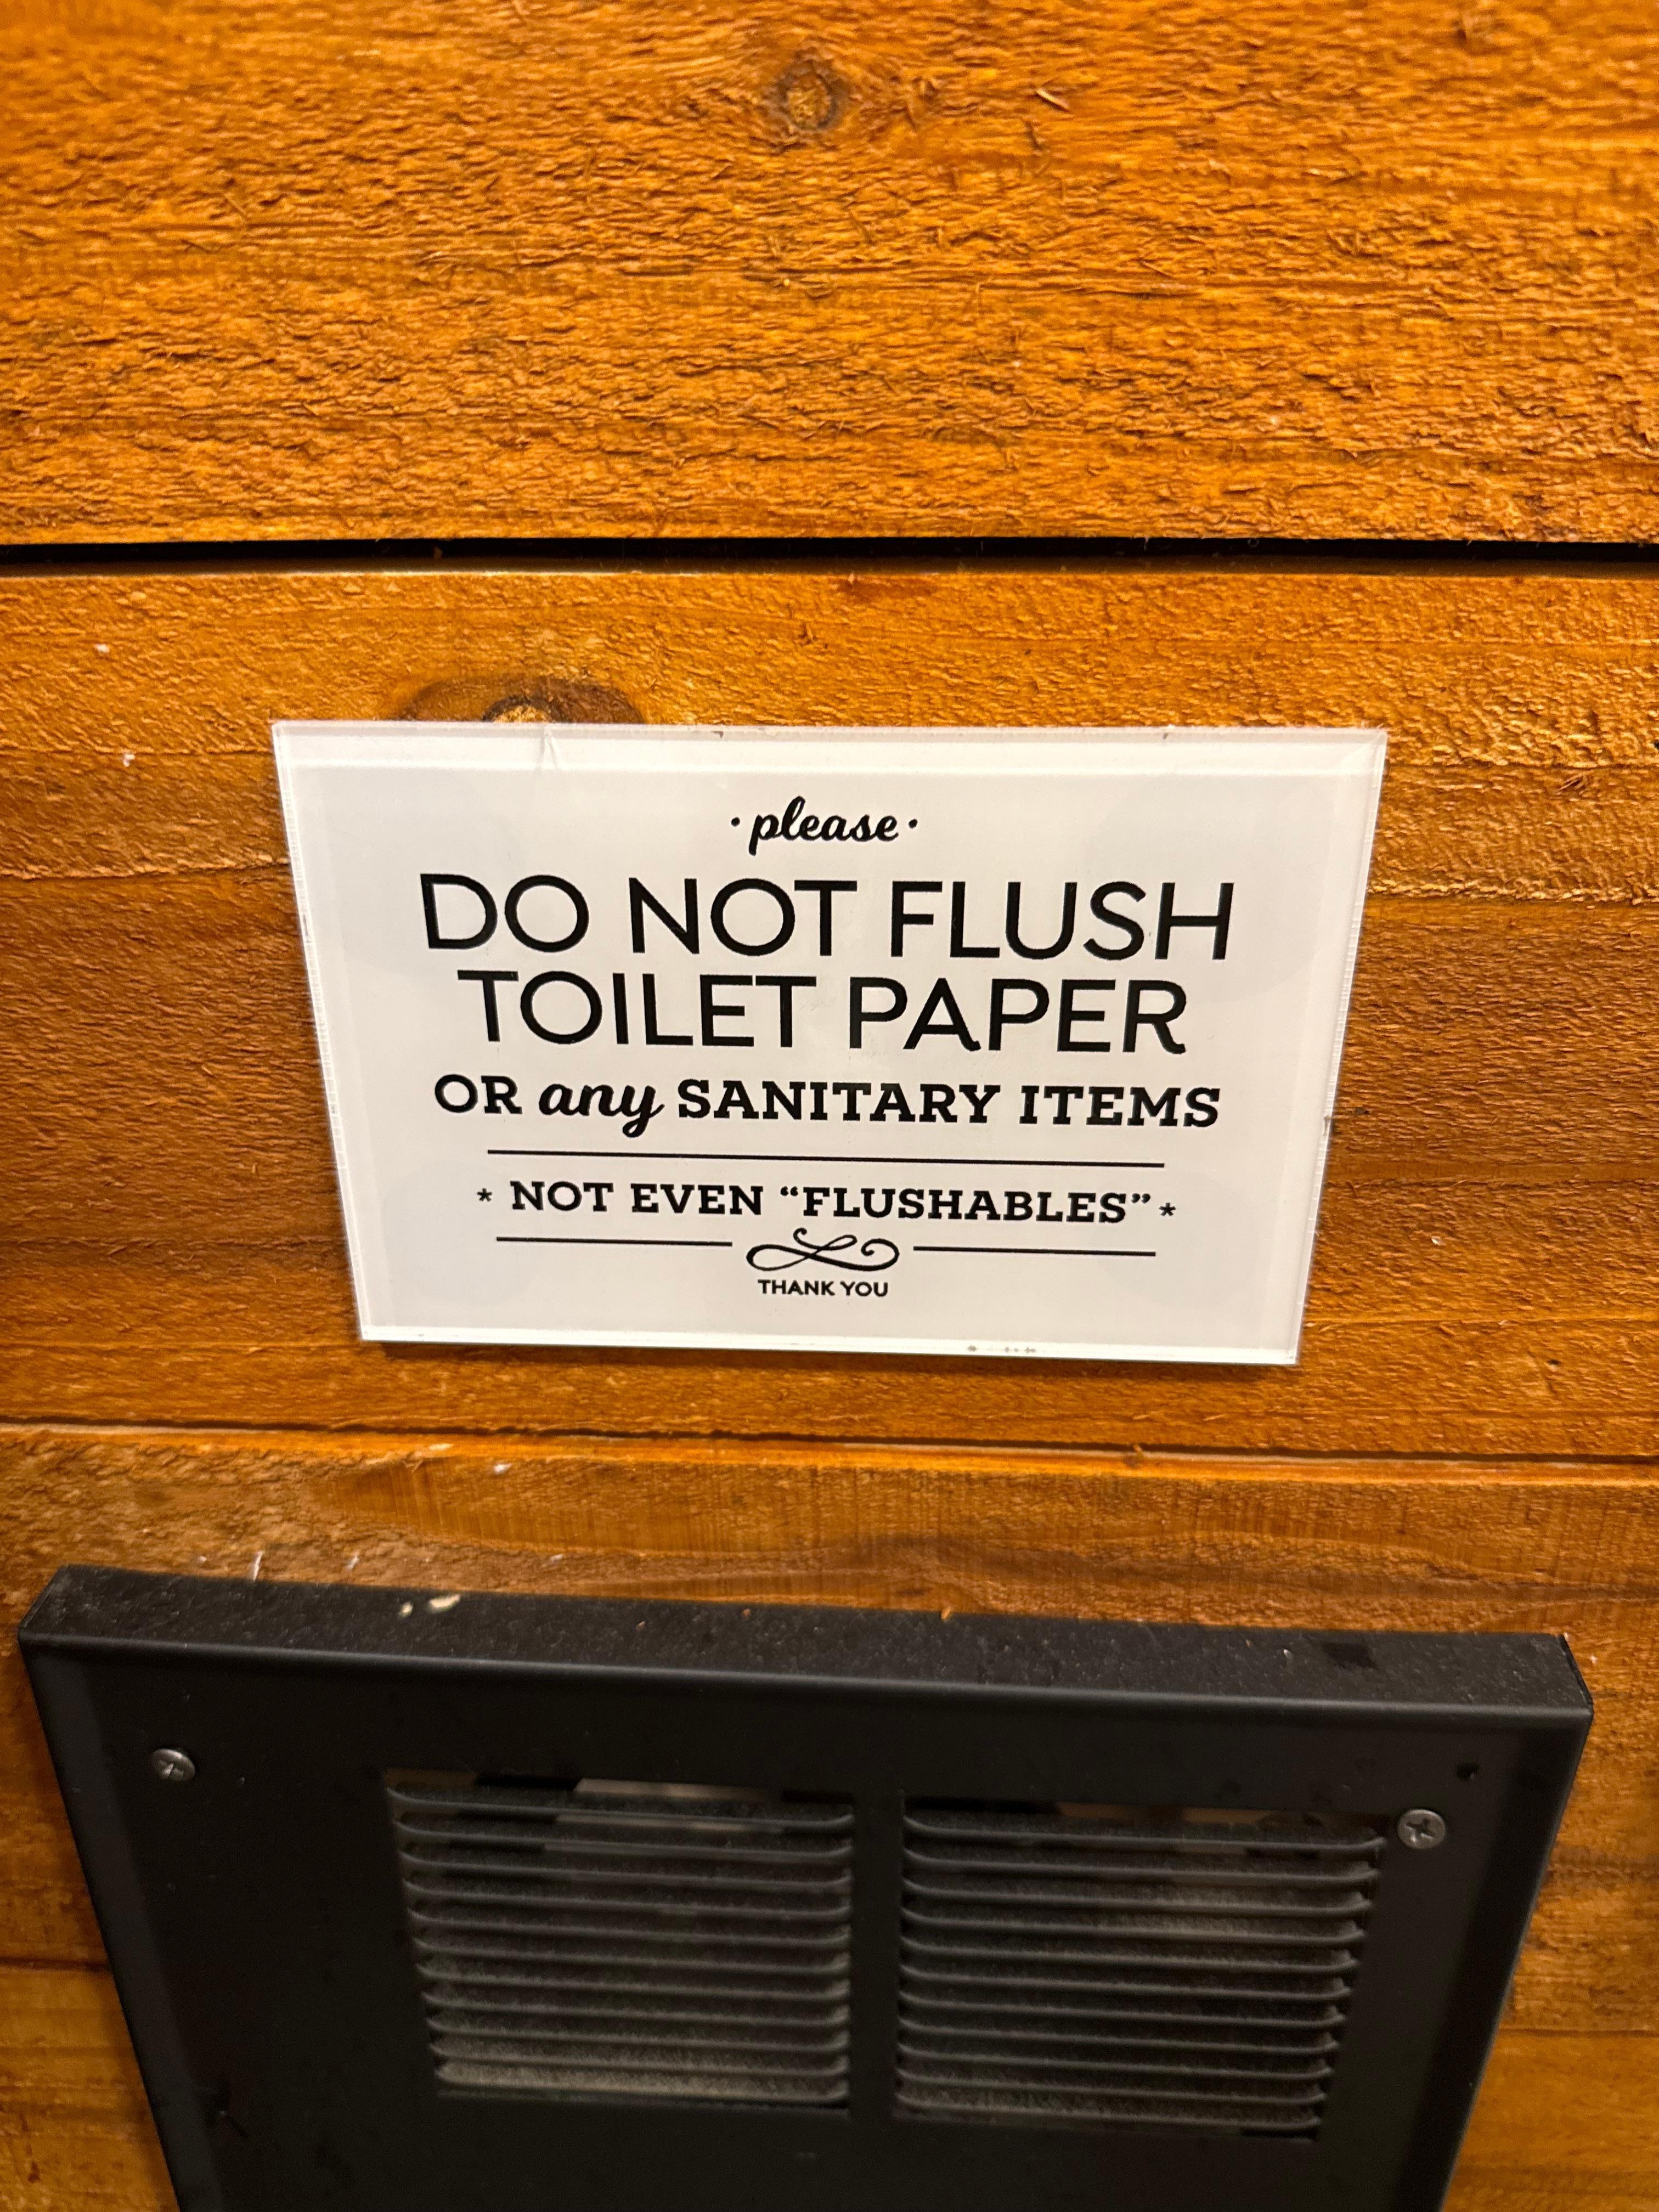 ·please·
DO NOT FLUSH
TOILET PAPER
OR any SANITARY ITEMS
* NOT EVEN “FLUSHABLES” *
THANK YOU